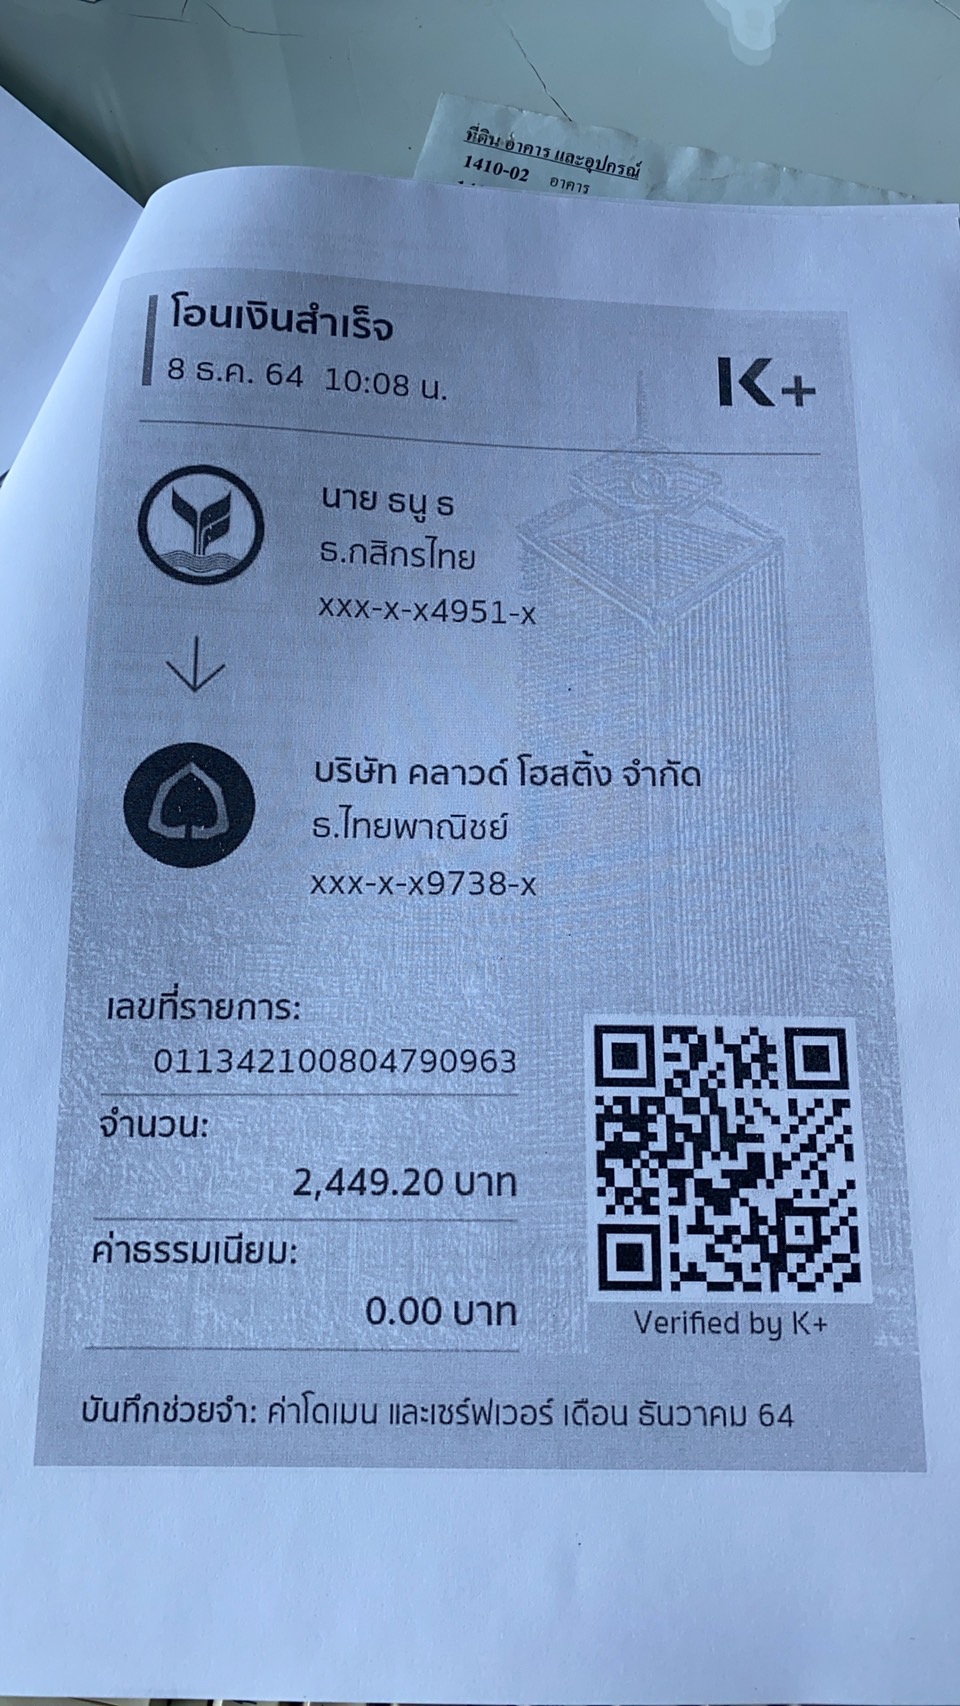 ที่ดิน อาคาร และอุปกรณ์
1410-02 อาคาร
โอนเงินสำเร็จ
8 ธ.ค. 64 10:08 น.
K+
นาย ธนู ธ
ธ.กสิกรไทย
xxx-x-x4951-x
บริษัท คลาวด์ โฮสติ้ง จำกัด
ธ.ไทยพาณิชย์
xxx-x-x9738-x
เลขที่รายการ:
011342100804790963
จำนวน:
2,449.20 บาท
ค่าธรรมเนียม:
0.00 บาท
Verified by K+
บันทึกช่วยจำ: ค่าโดเมน และเซร์ฟเวอร์ เดือน ธันวาคม 64